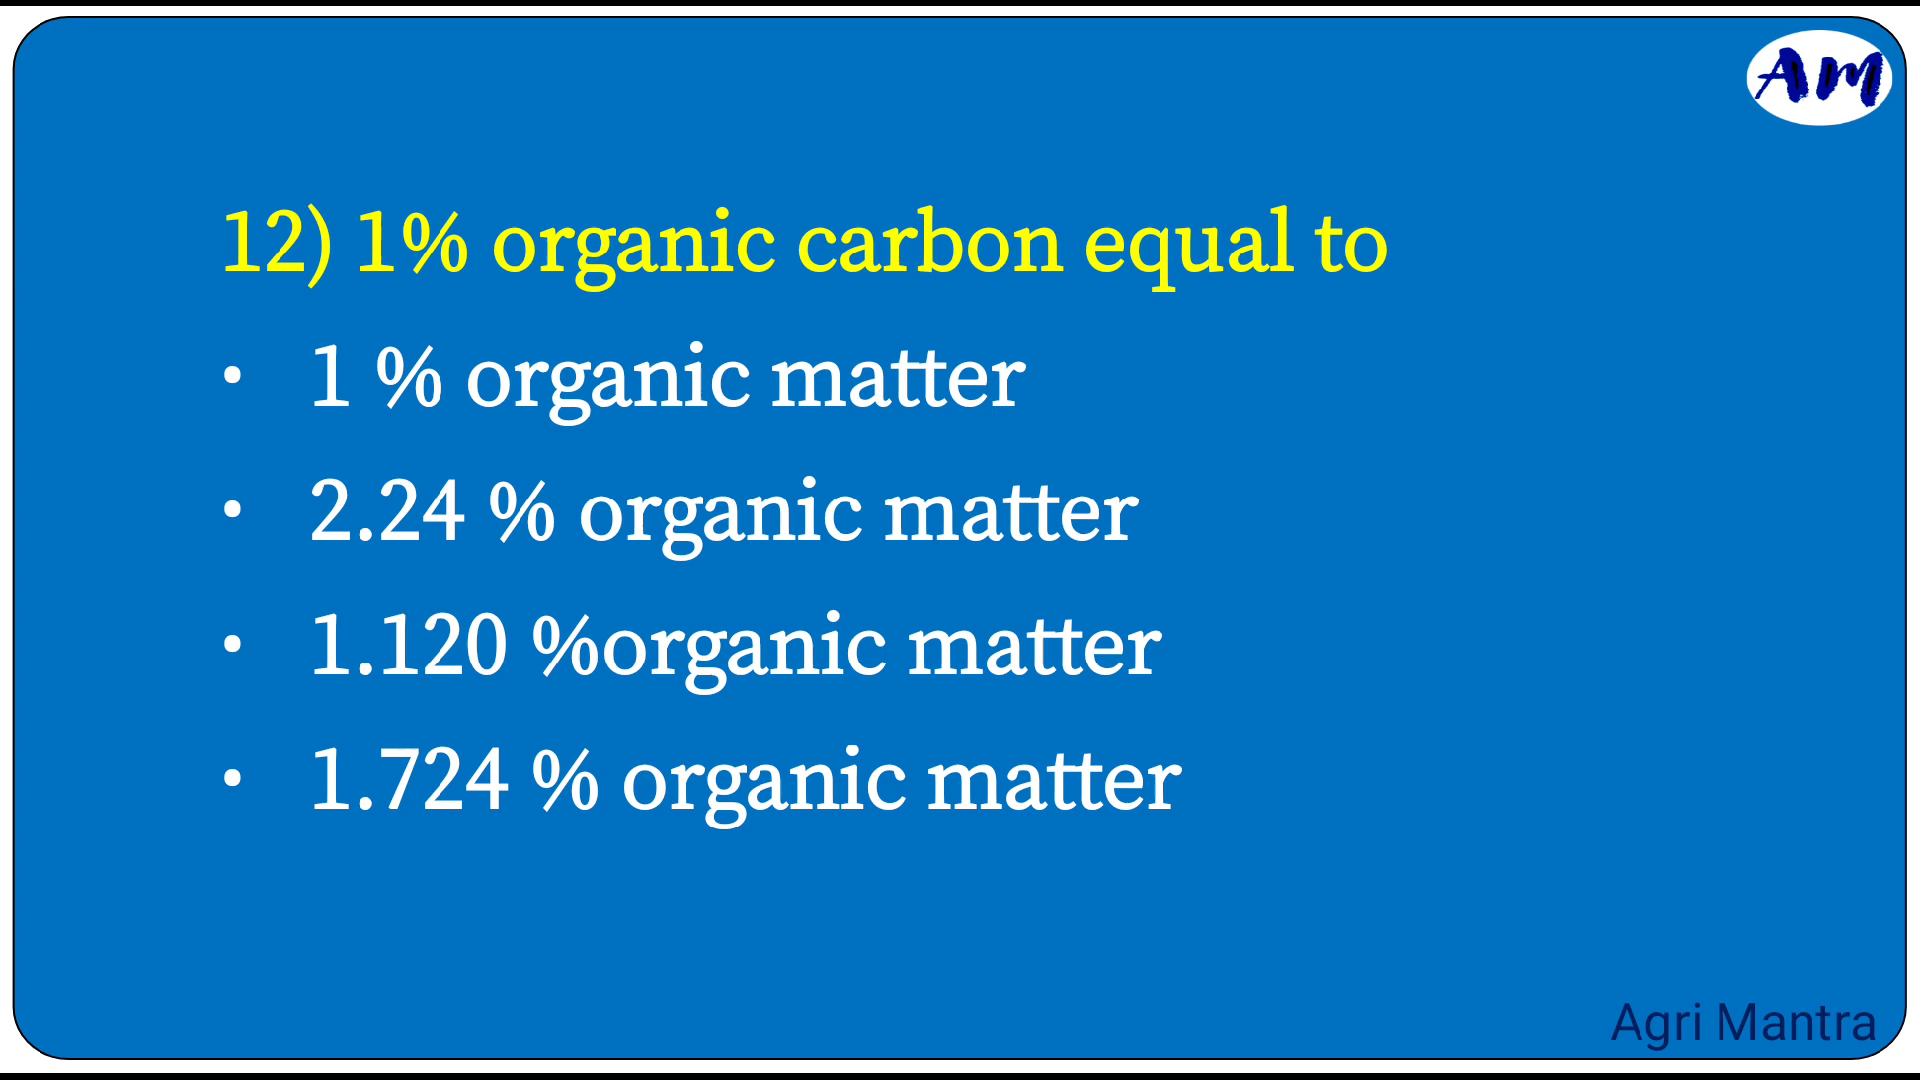 AM
12) 1% organic carbon equal to
• 1 % organic matter
• 2.24 % organic matter
• 1.120 %organic matter
• 1.724 % organic matter
Agri Mantra